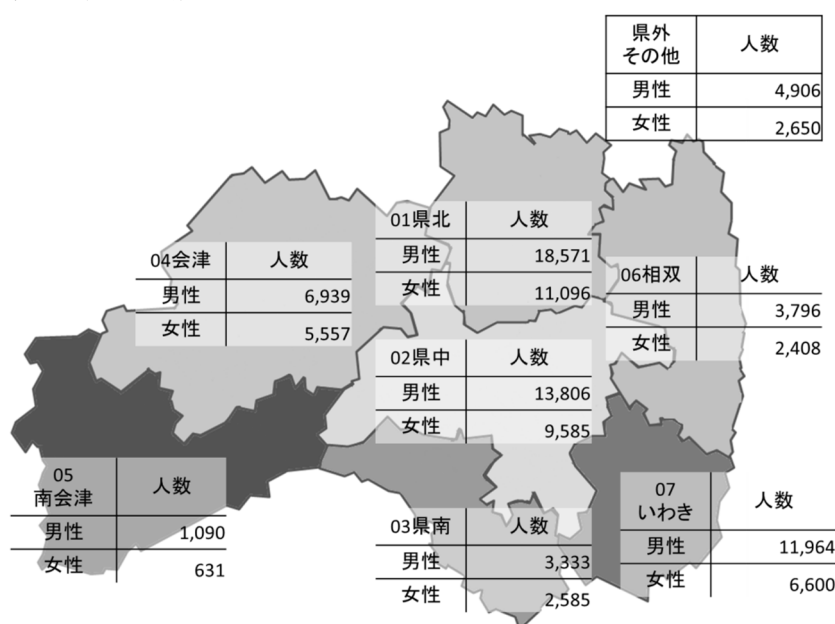 県外
その他 人数
男性 4,906
女性 2,650
01県北 人数
男性 18,571
女性 11,096
04会津 人数
男性 6,939
女性 5,557
06相双 人数
男性 3,796
女性 2,408
02県中 人数
男性 13,806
女性 9,585
05
南会津 人数
男性 1,090
女性 631
03県南 人数
男性 3,333
女性 2,585
07
いわき 人数
男性 11,964
女性 6,600